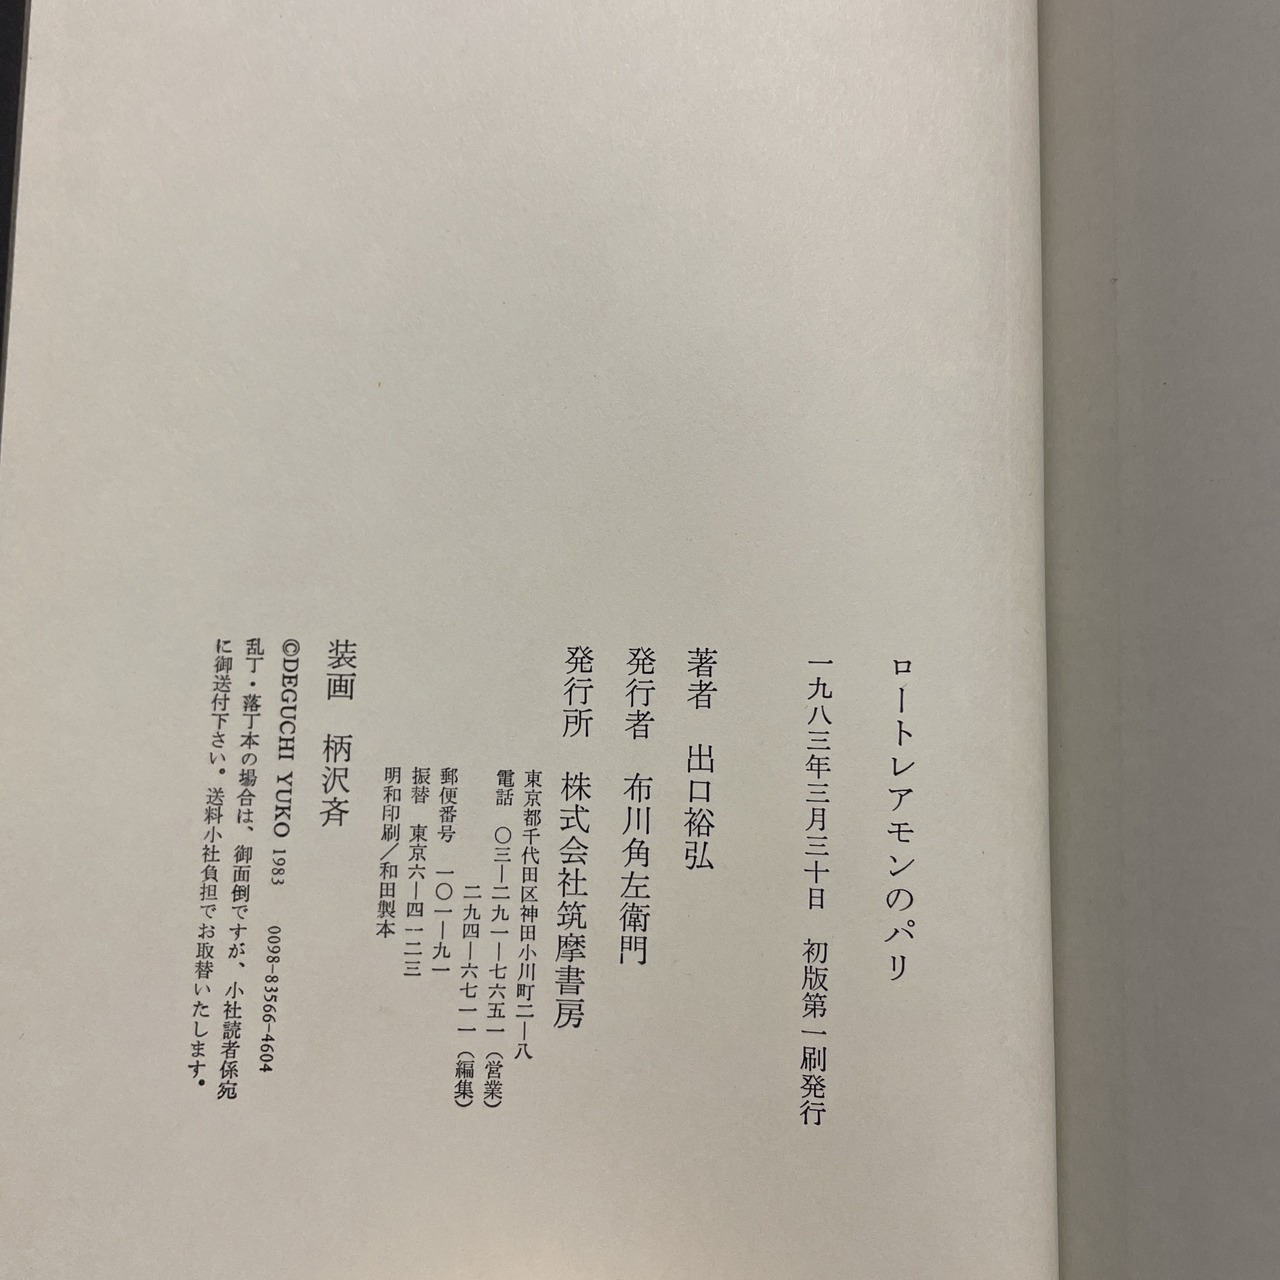 ロートレアモンのパリ
一九八三年三月三十日　初版第一刷発行
著者　出口裕弘
発行者　布川角左衛門
発行所　株式会社筑摩書房
東京都千代田区神田小川町二―八
電話　〇三―二九一―七六五一（営業）
二九四―六七一一（編集）
郵便番号　一〇一―九一
振替　東京六―四一二三
明和印刷／和田製本
装画　柄沢斉
©DEGUCHI YUKO 1983　0098-83566-4604
乱丁・落丁本の場合は、御面倒ですが、小社読者係宛
に御送付下さい。送料小社負担でお取替いたします。